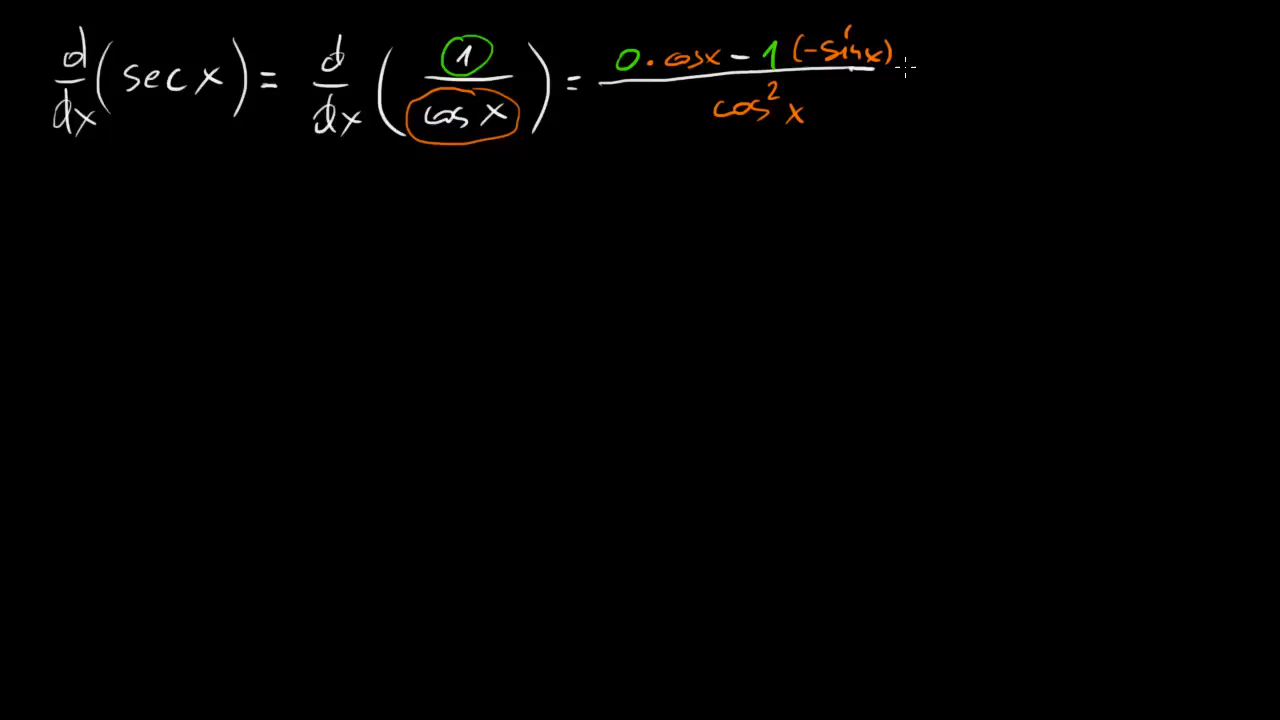 d/dx (sec x) = d/dx (1/cos x) = (0 · cos x − 1 (−sin x))/cos² x